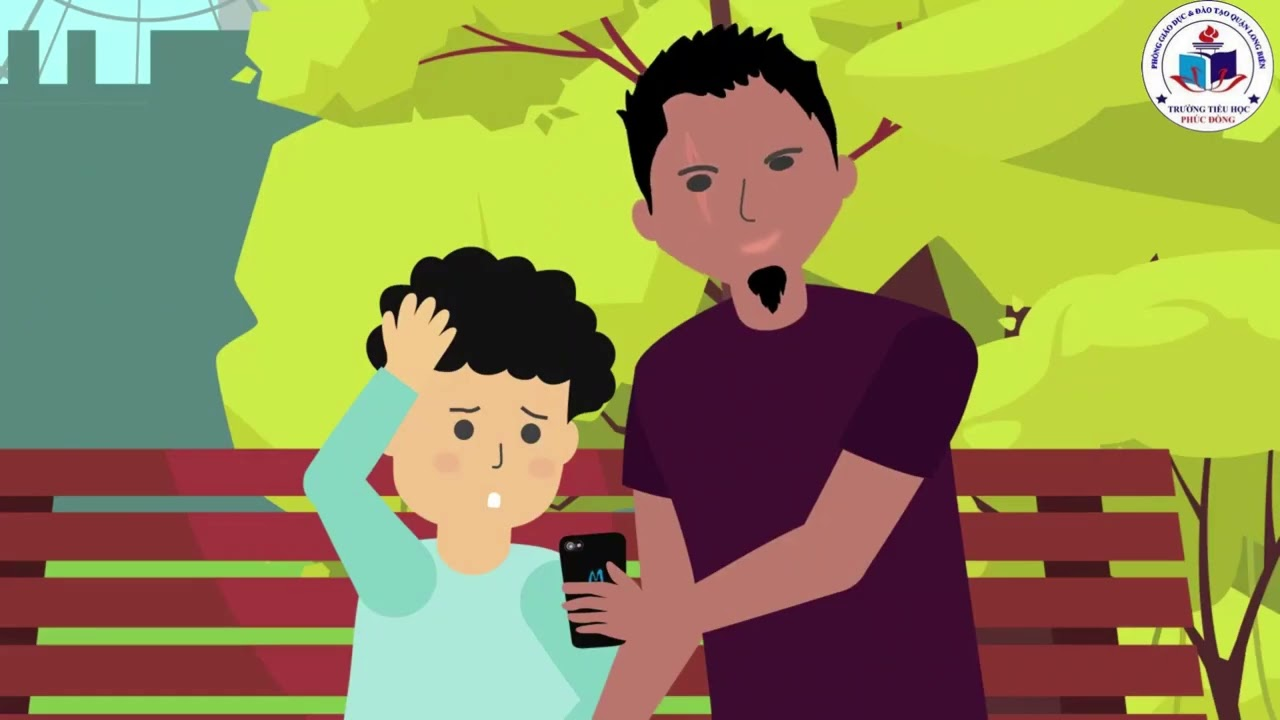 PHÒNG GIÁO DỤC & ĐÀO TẠO QUẬN LONG BIÊN
TRƯỜNG TIỂU HỌC
PHÚC ĐỒNG